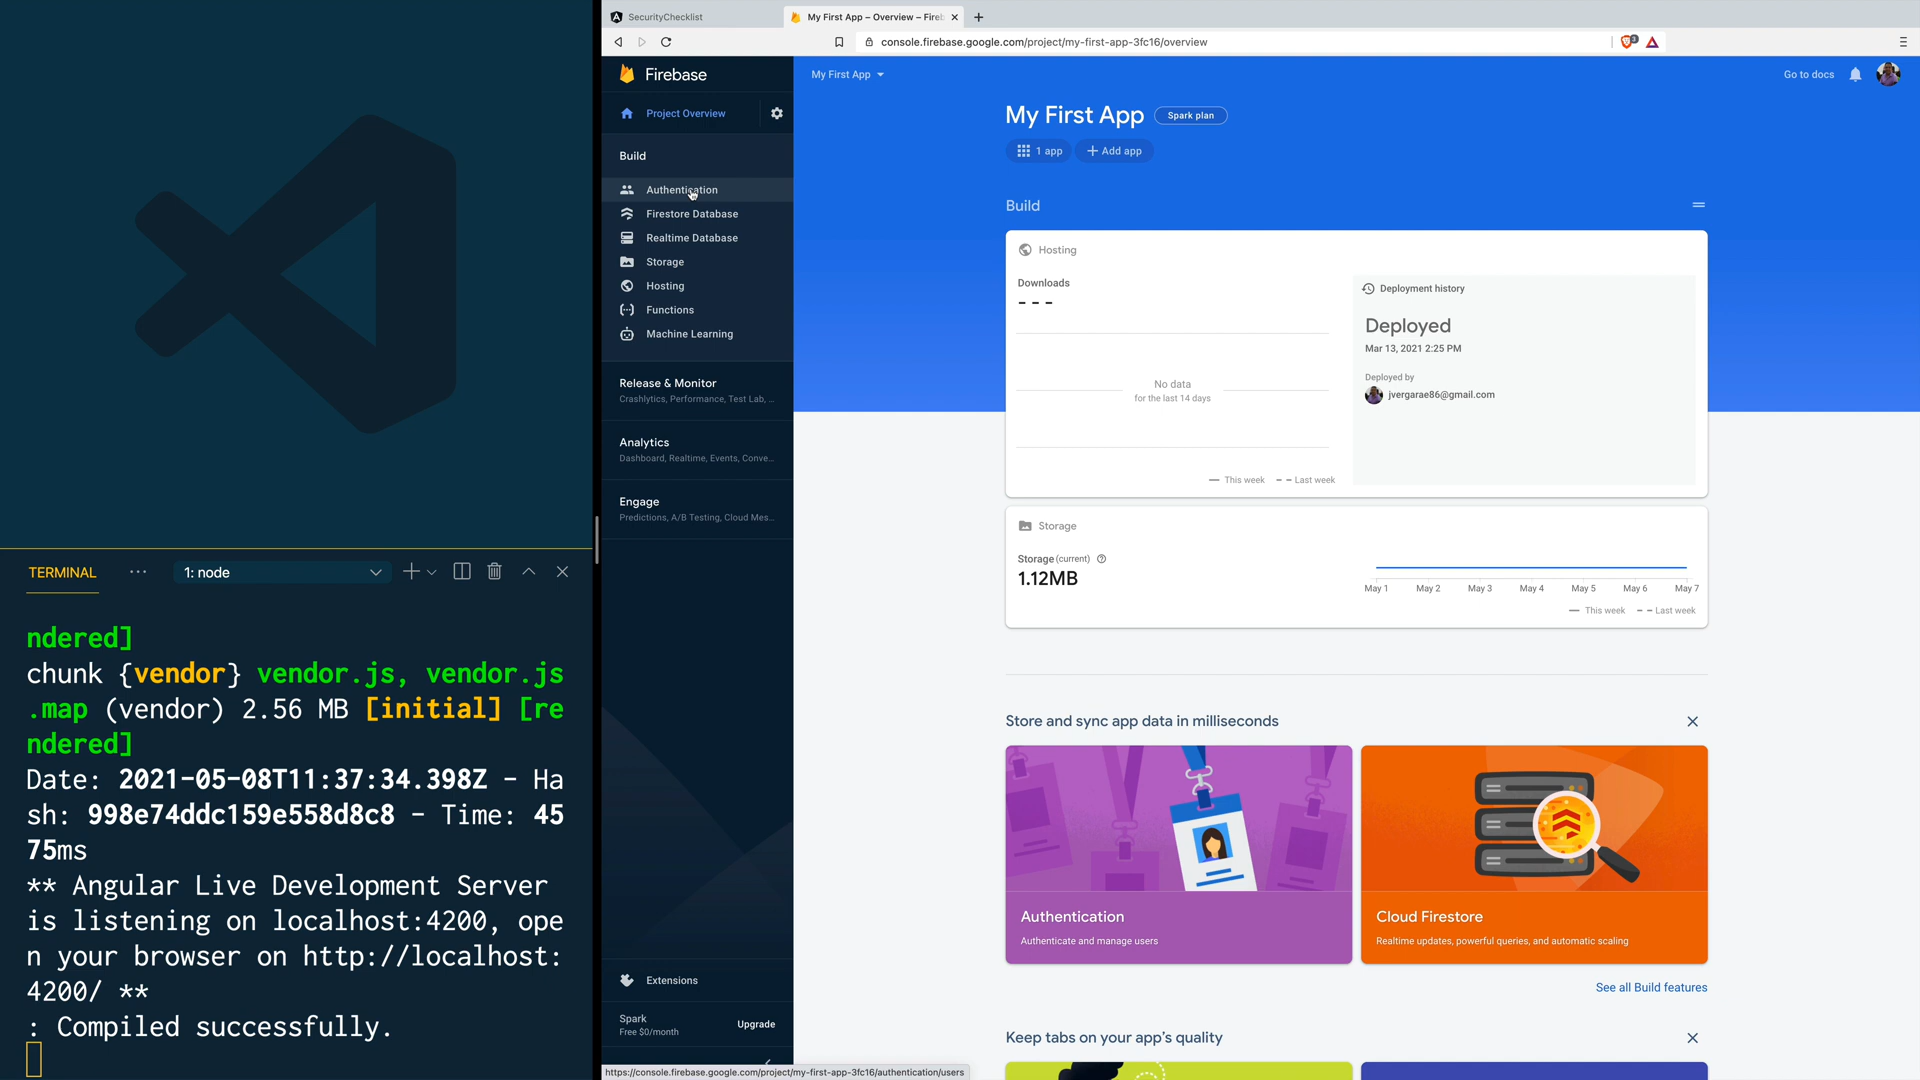 SecurityChecklist
My First App – Overview – Fireb
console.firebase.google.com/project/my-first-app-3fc16/overview
Firebase
My First App
Go to docs
Project Overview
My First App
Spark plan
1 app
Add app
Build
Authentication
Firestore Database
Realtime Database
Storage
Hosting
Functions
Machine Learning
Release & Monitor
Crashlytics, Performance, Test Lab, ...
Analytics
Dashboard, Realtime, Events, Conve...
Engage
Predictions, A/B Testing, Cloud Mes...
Extensions
Spark
Free $0/month
Upgrade
Build
Hosting
Downloads
- - -
No data
for the last 14 days
This week
Last week
Deployment history
Deployed
Mar 13, 2021 2:25 PM
Deployed by
jvergarae86@gmail.com
Storage
Storage (current)
1.12MB
May 1 May 2 May 3 May 4 May 5 May 6 May 7
This week
Last week
Store and sync app data in milliseconds
Authentication
Authenticate and manage users
Cloud Firestore
Realtime updates, powerful queries, and automatic scaling
See all Build features
Keep tabs on your app's quality
https://console.firebase.google.com/project/my-first-app-3fc16/authentication/users
TERMINAL
1: node
ndered]
chunk {vendor} vendor.js, vendor.js
.map (vendor) 2.56 MB [initial] [re
ndered]
Date: 2021-05-08T11:37:34.398Z - Ha
sh: 998e74ddc159e558d8c8 - Time: 45
75ms
** Angular Live Development Server
is listening on localhost:4200, ope
n your browser on http://localhost:
4200/ **
: Compiled successfully.